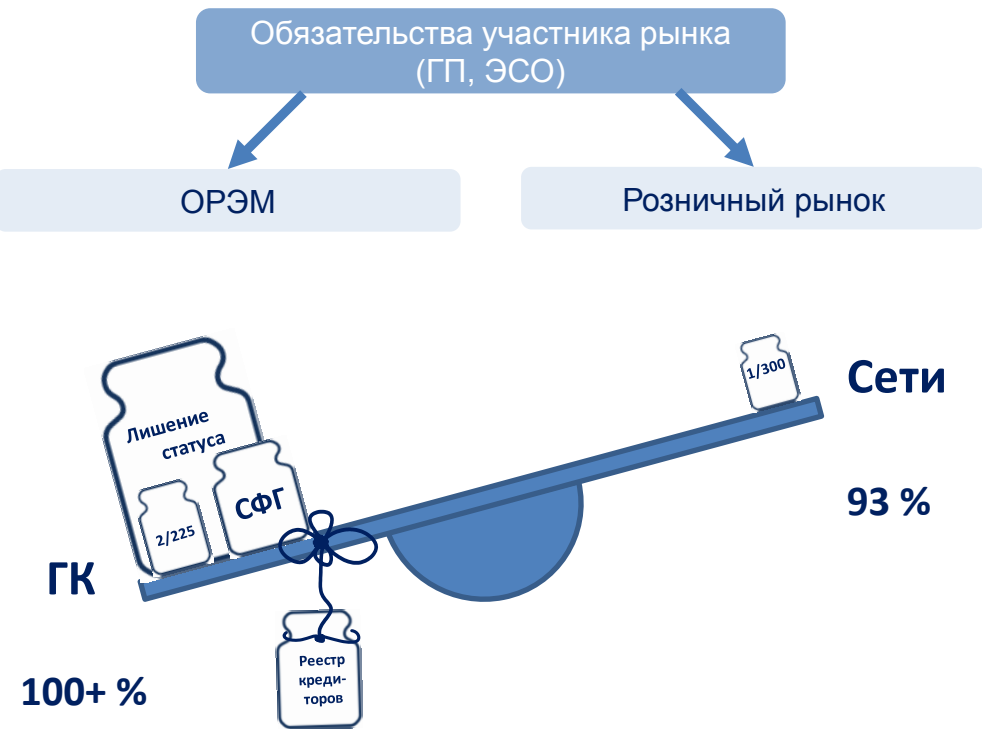 Обязательства участника рынка
(ГП, ЭСО)
ОРЭМ
Розничный рынок
1/300
Сети
Лишение
статуса
СФГ
2/225
93 %
ГК
Реестр
креди-
торов
100+ %